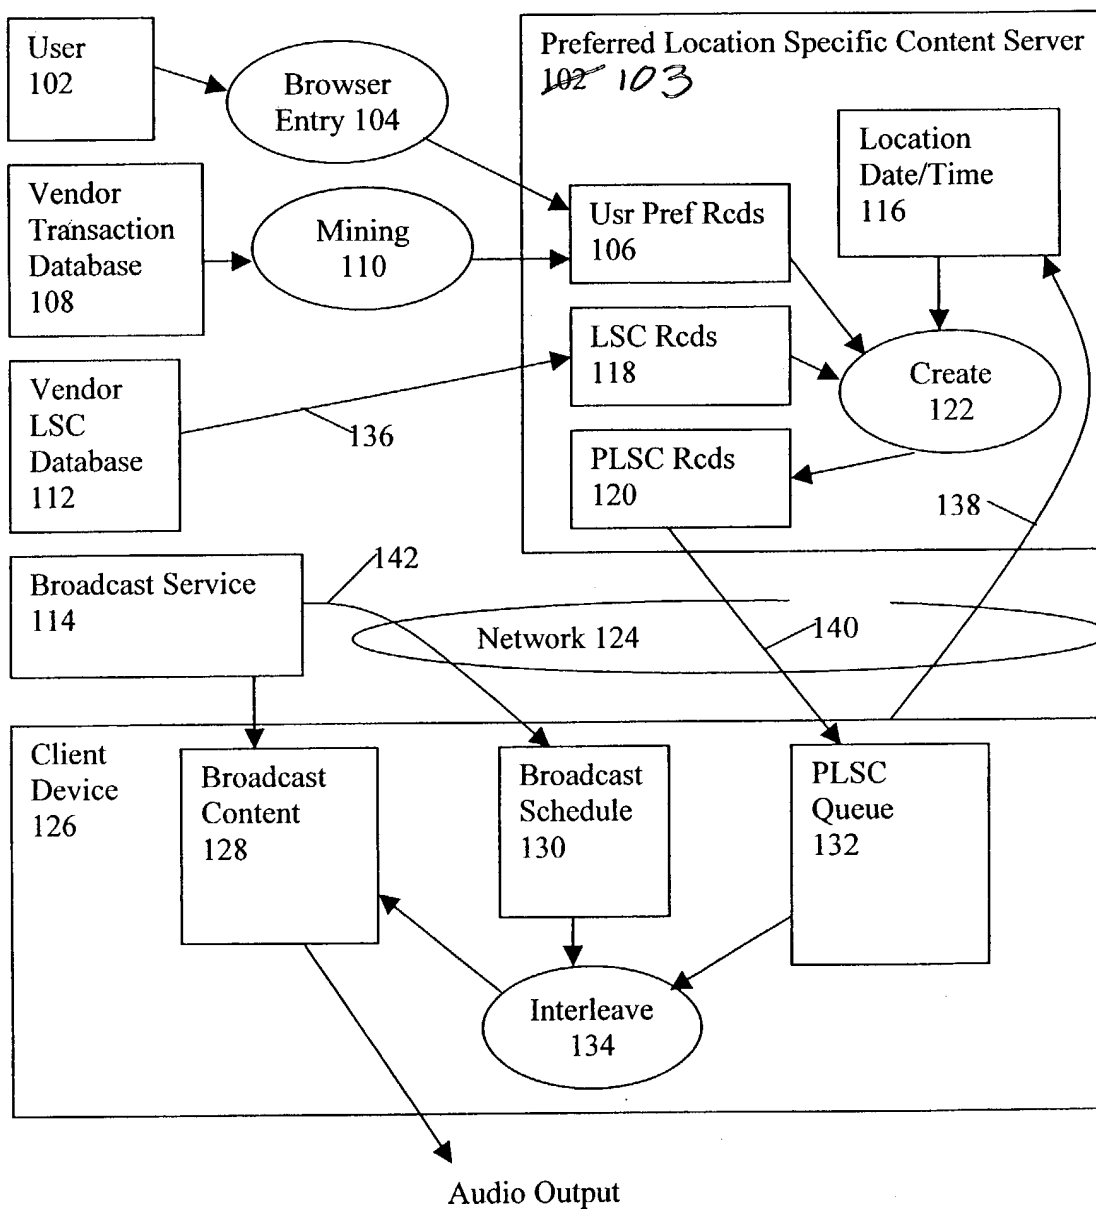 User
102
Browser
Entry 104
Preferred Location Specific Content Server
102 103
Location
Date/Time
116
Vendor
Transaction
Database
108
Mining
110
Usr Pref Rcds
106
LSC Rcds
118
Create
122
Vendor
LSC
Database
112
136
PLSC Rcds
120
138
Broadcast Service
114
142
Network 124
140
Client
Device
126
Broadcast
Content
128
Broadcast
Schedule
130
PLSC
Queue
132
Interleave
134
Audio Output